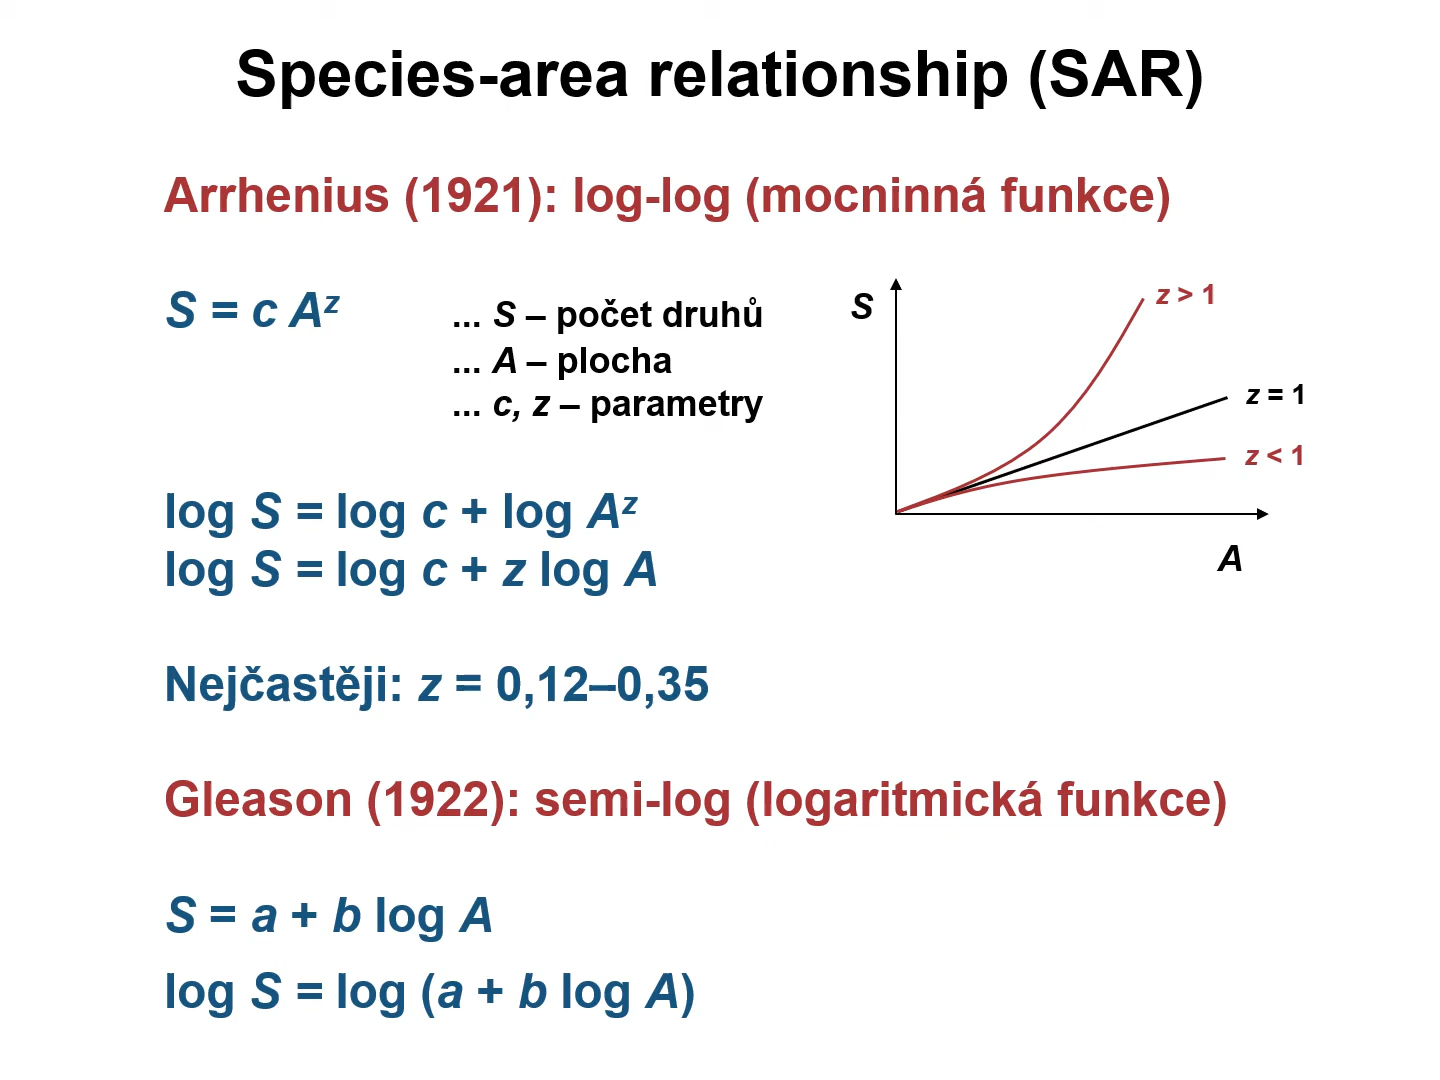 Species-area relationship (SAR)
Arrhenius (1921): log-log (mocninná funkce)
S = c Aᶻ
... S – počet druhů
... A – plocha
... c, z – parametry
S
z > 1
z = 1
z < 1
A
log S = log c + log Aᶻ
log S = log c + z log A
Nejčastěji: z = 0,12–0,35
Gleason (1922): semi-log (logaritmická funkce)
S = a + b log A
log S = log (a + b log A)